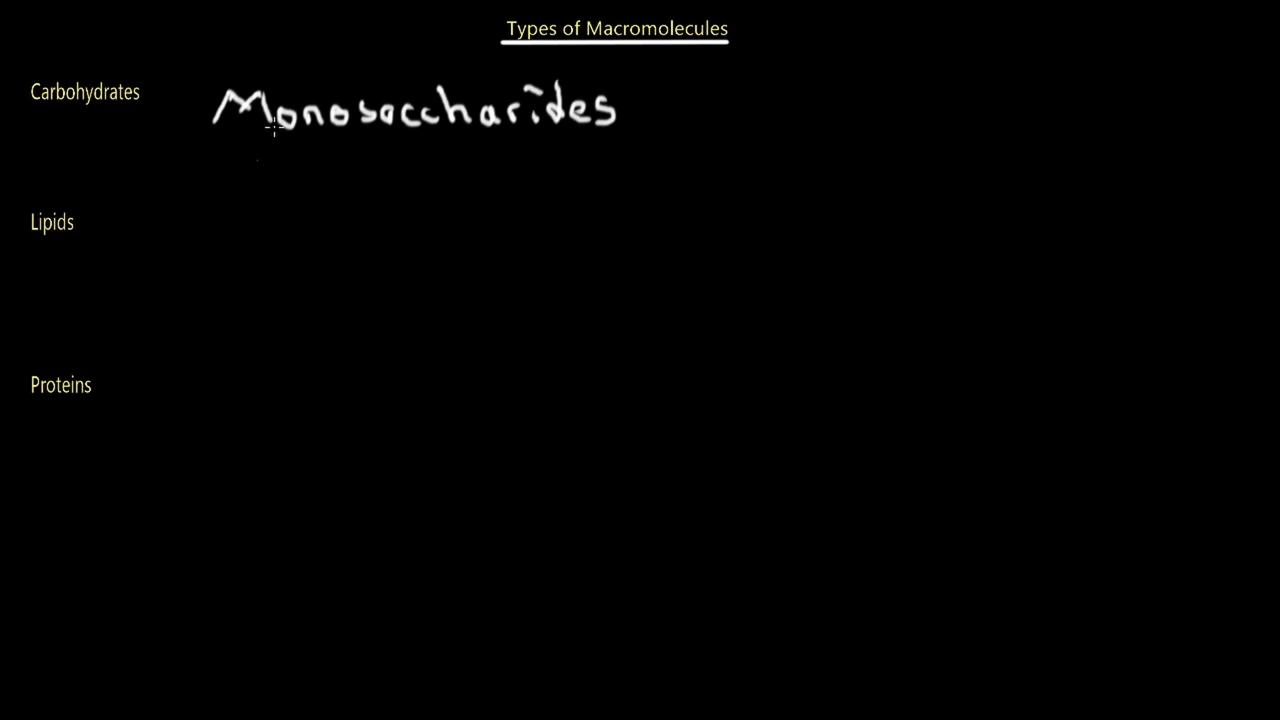 Types of Macromolecules
Carbohydrates
Monosaccharides
Lipids
Proteins